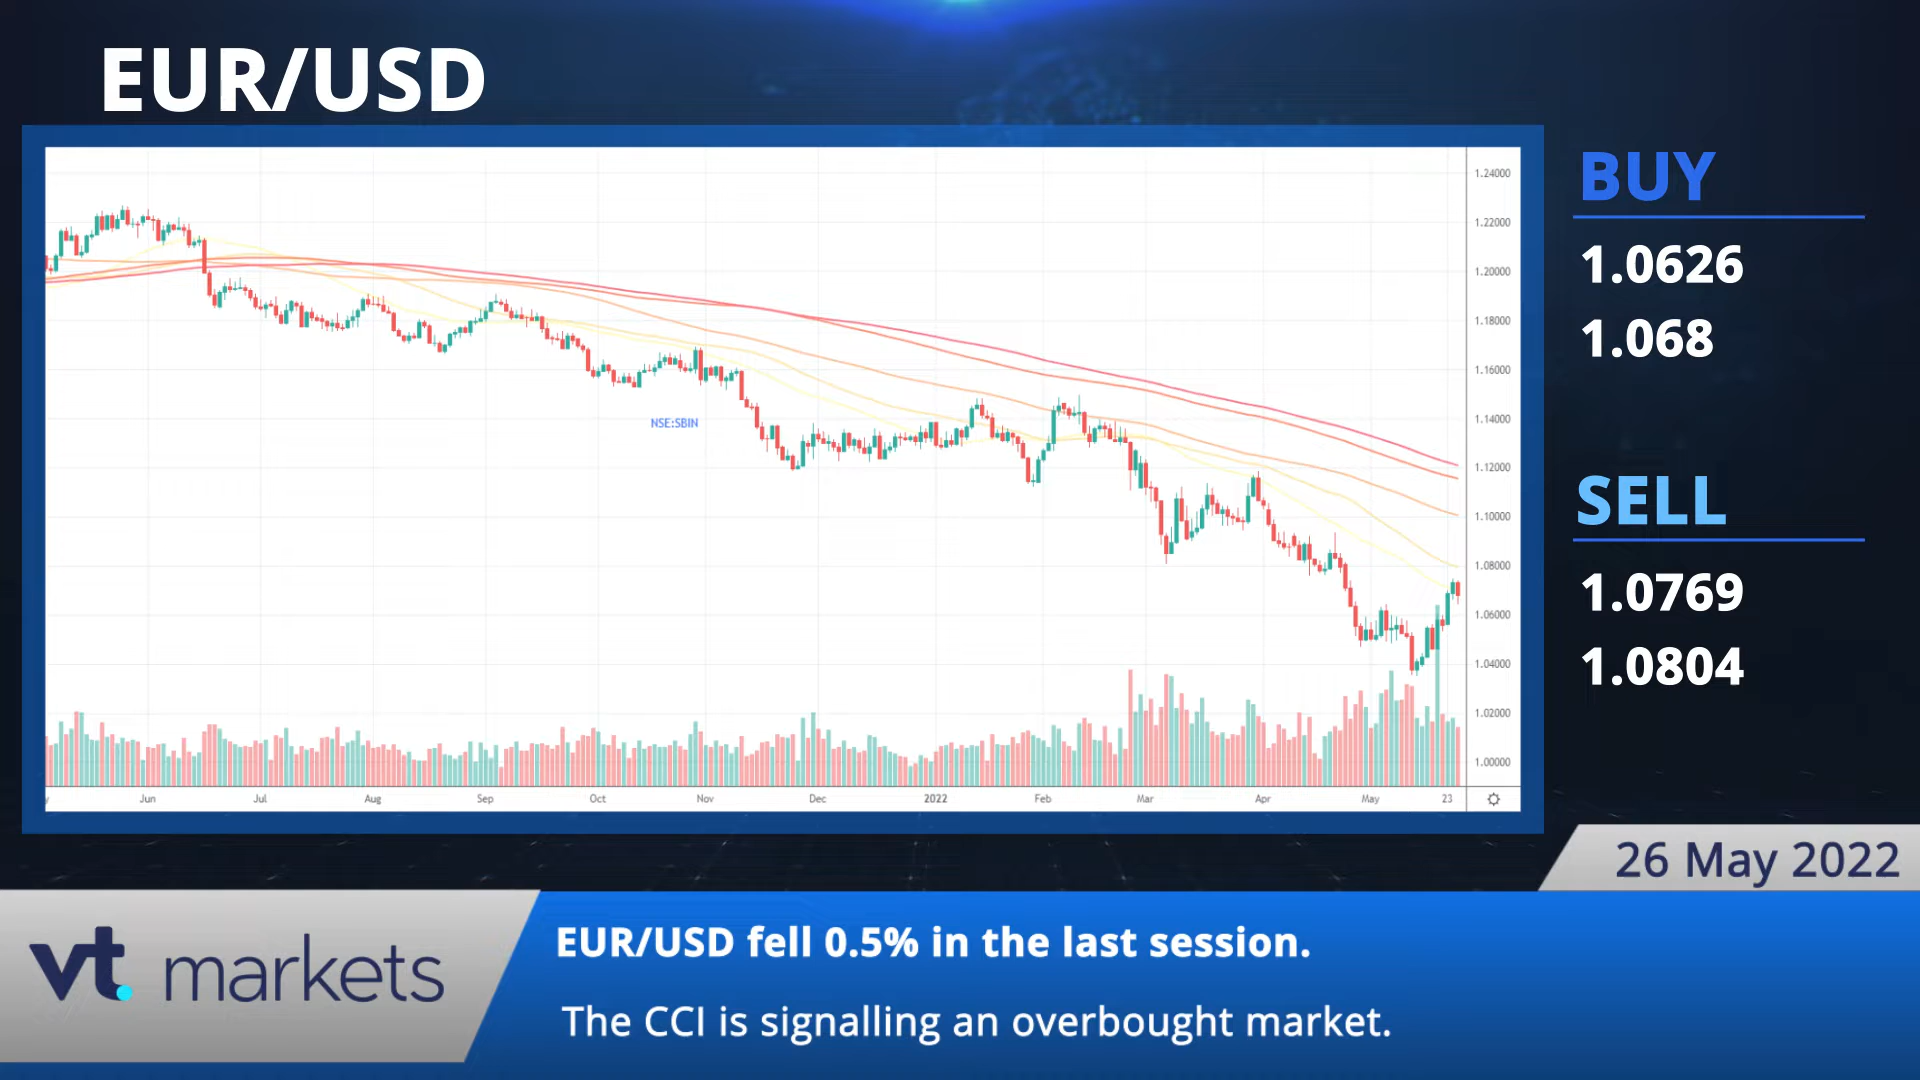 EUR/USD
1.24000
1.22000
1.20000
1.18000
1.16000
1.14000
1.12000
1.10000
1.08000
1.06000
1.04000
1.02000
1.00000
NSE:SBIN
Jun Jul Aug Sep Oct Nov Dec 2022 Feb Mar Apr May 23
BUY
1.0626
1.068
SELL
1.0769
1.0804
26 May 2022
vt markets
EUR/USD fell 0.5% in the last session.
The CCI is signalling an overbought market.